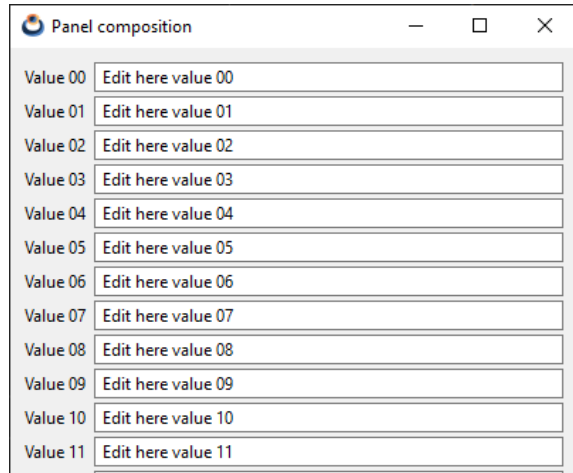 Panel composition
Value 00 Edit here value 00
Value 01 Edit here value 01
Value 02 Edit here value 02
Value 03 Edit here value 03
Value 04 Edit here value 04
Value 05 Edit here value 05
Value 06 Edit here value 06
Value 07 Edit here value 07
Value 08 Edit here value 08
Value 09 Edit here value 09
Value 10 Edit here value 10
Value 11 Edit here value 11